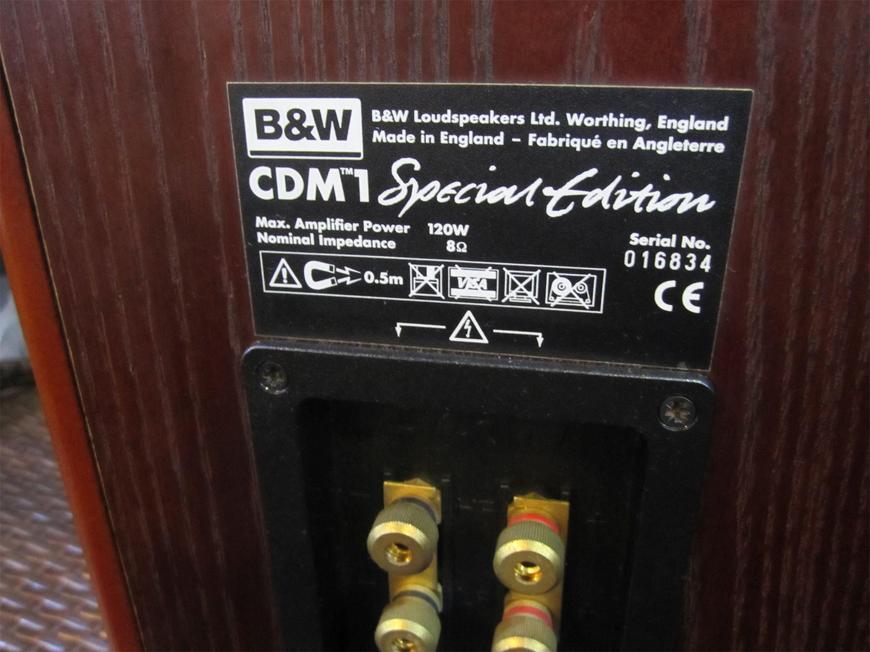 B&W
B&W Loudspeakers Ltd. Worthing, England
Made in England – Fabriqué en Angleterre
CDM™1 Special Edition
Max. Amplifier Power 120W
Nominal Impedance 8Ω
Serial No.
016834
0.5m
VISA
CE